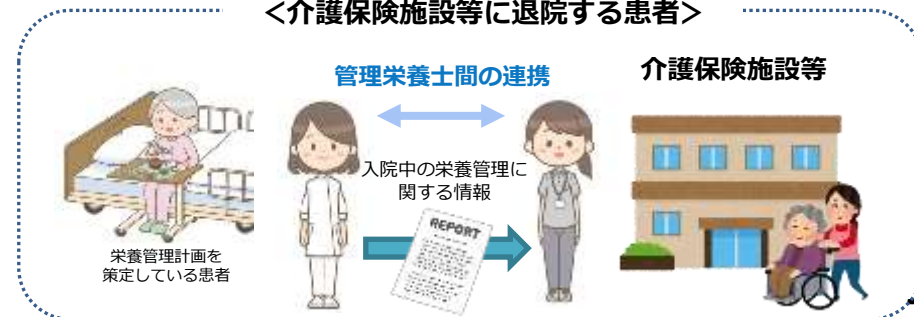 <介護保険施設等に退院する患者>
管理栄養士間の連携
介護保険施設等
入院中の栄養管理に
関する情報
REPORT
栄養管理計画を
策定している患者